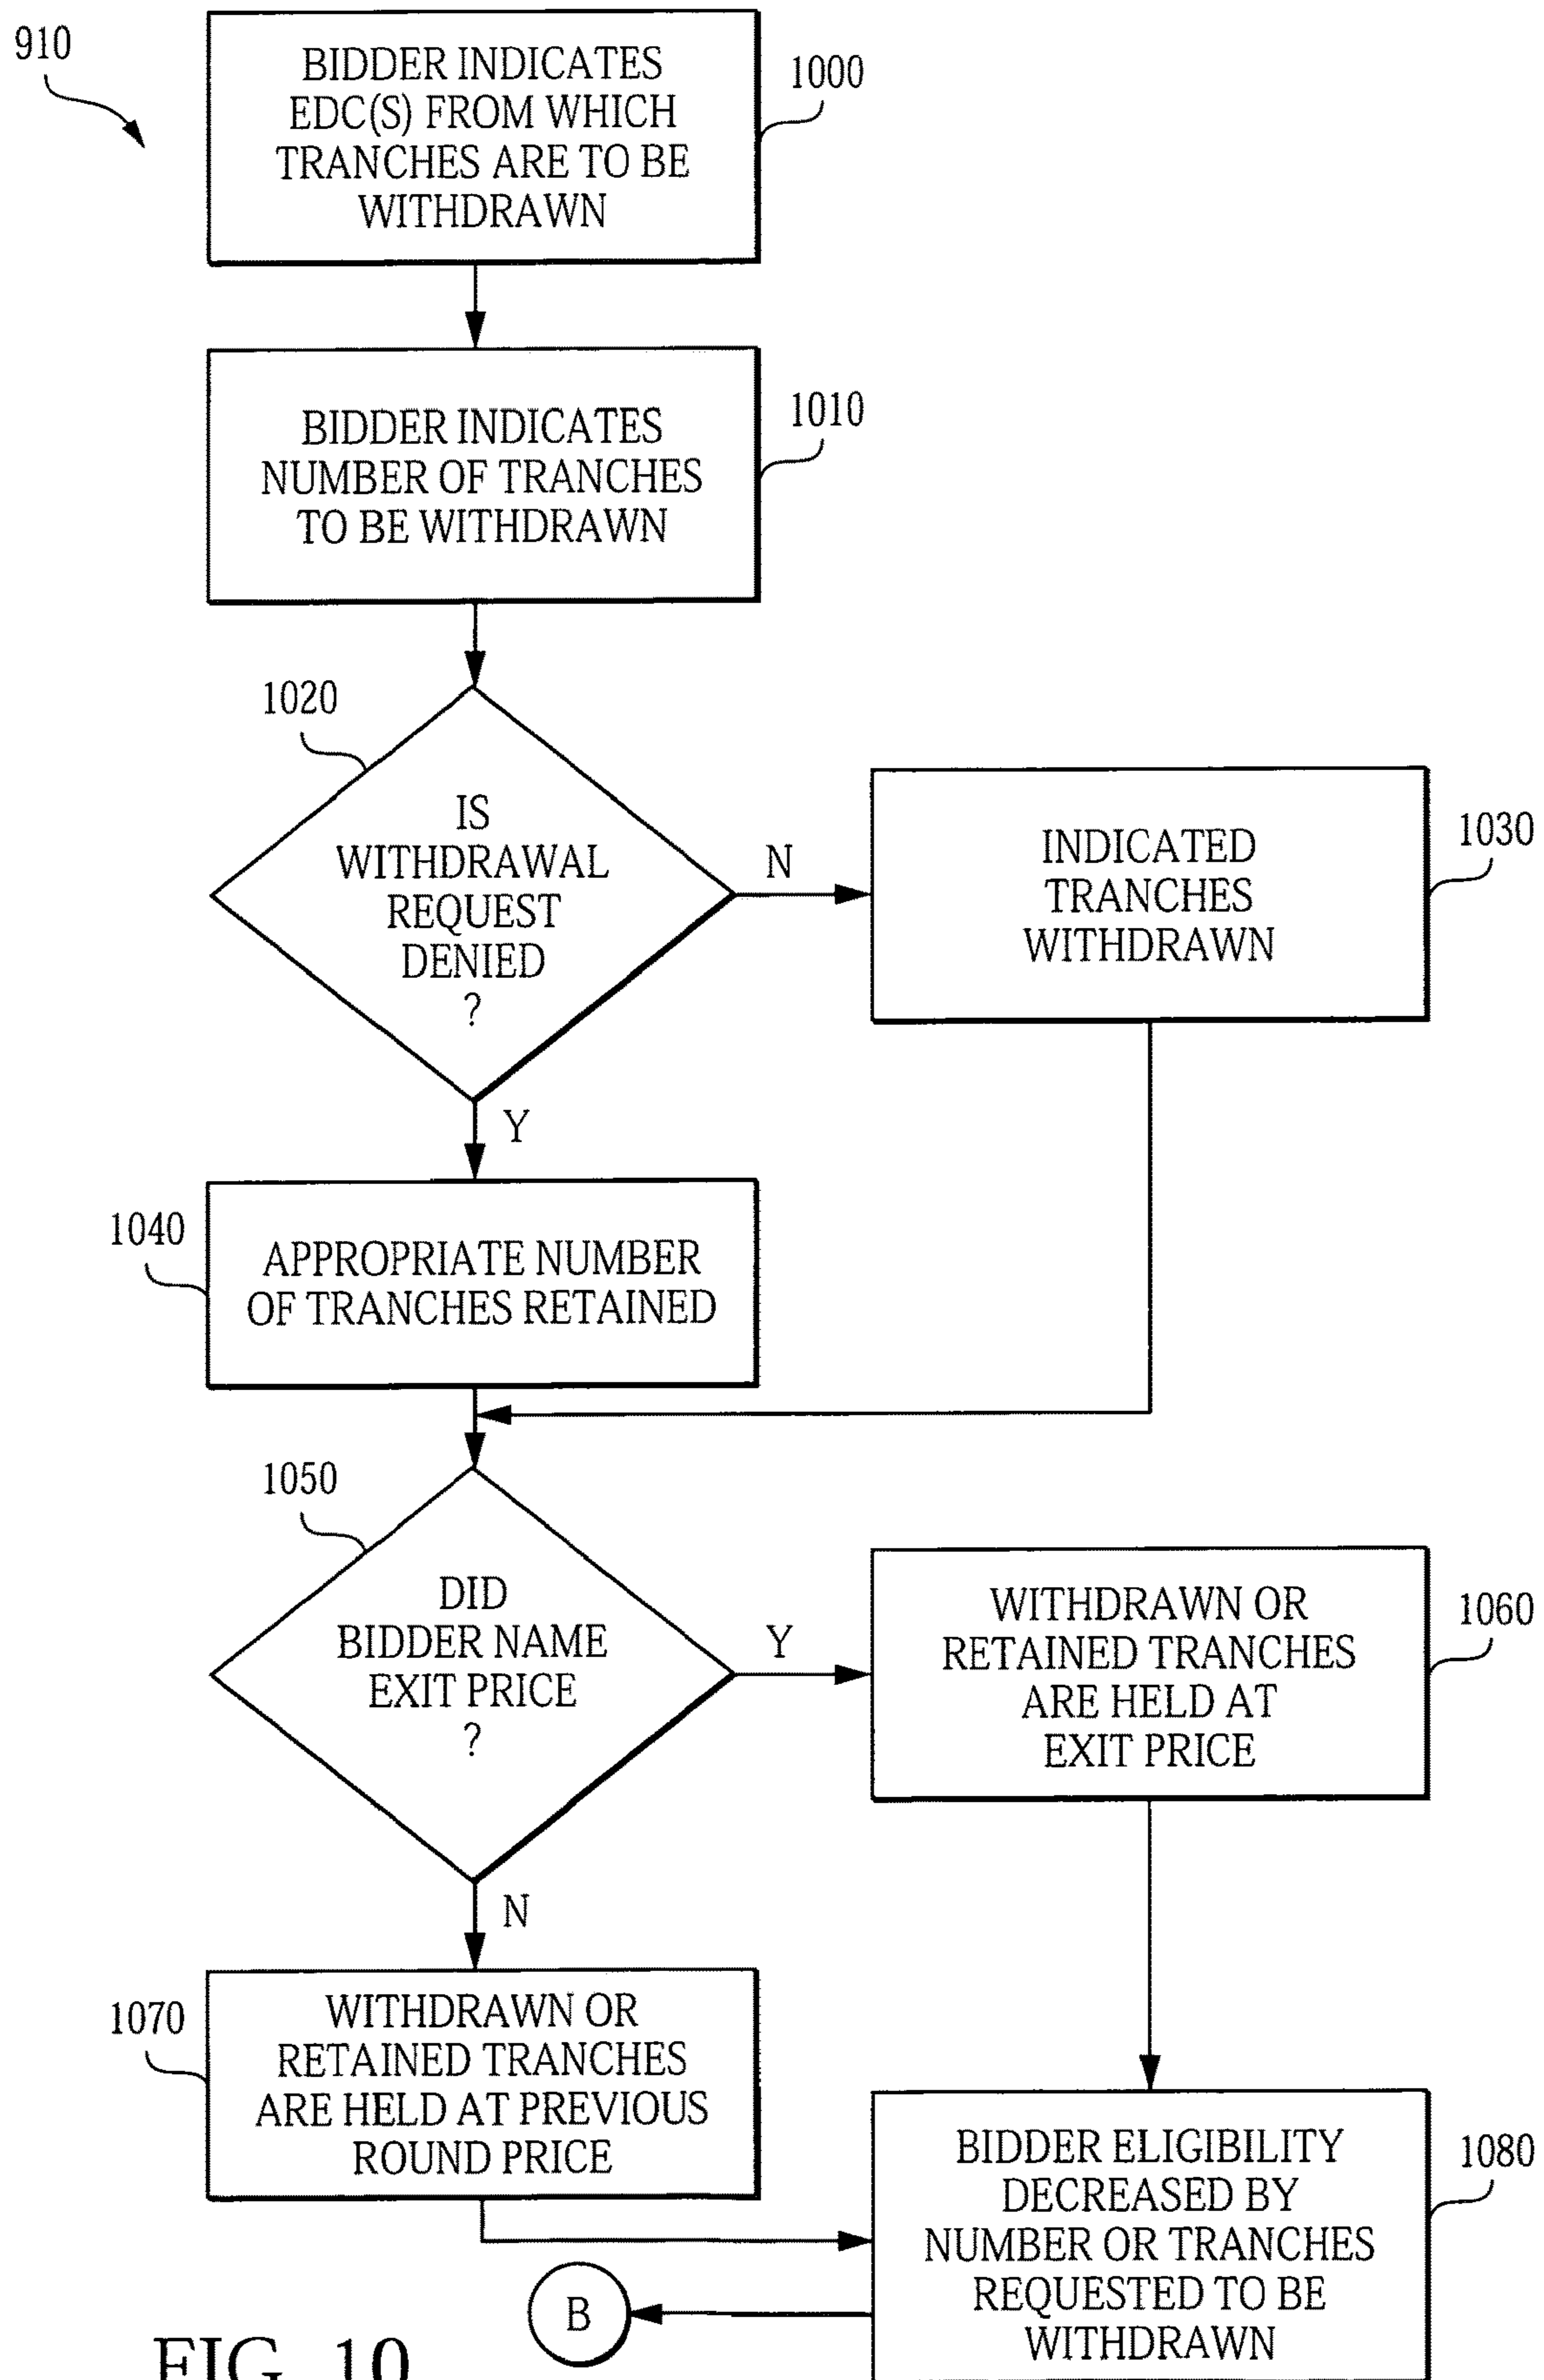 910
BIDDER INDICATES
EDC(S) FROM WHICH
TRANCHES ARE TO BE
WITHDRAWN
1000
BIDDER INDICATES
NUMBER OF TRANCHES
TO BE WITHDRAWN
1010
1020
IS
WITHDRAWAL
REQUEST
DENIED
?
N
INDICATED
TRANCHES
WITHDRAWN
1030
Y
1040
APPROPRIATE NUMBER
OF TRANCHES RETAINED
1050
DID
BIDDER NAME
EXIT PRICE
?
Y
WITHDRAWN OR
RETAINED TRANCHES
ARE HELD AT
EXIT PRICE
1060
N
1070
WITHDRAWN OR
RETAINED TRANCHES
ARE HELD AT PREVIOUS
ROUND PRICE
BIDDER ELIGIBILITY
DECREASED BY
NUMBER OR TRANCHES
REQUESTED TO BE
WITHDRAWN
1080
B
FIG. 10